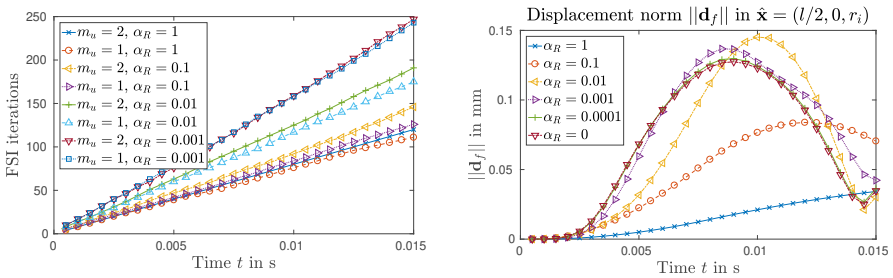 250
200
150
100
50
0
FSI iterations
m_u = 2, α_R = 1
m_u = 1, α_R = 1
m_u = 2, α_R = 0.1
m_u = 1, α_R = 0.1
m_u = 2, α_R = 0.01
m_u = 1, α_R = 0.01
m_u = 2, α_R = 0.001
m_u = 1, α_R = 0.001
0
0.005
0.01
0.015
Time t in s
Displacement norm ||d_f|| in x̂ = (l/2, 0, r_i)
0.15
0.1
0.05
0
||d_f|| in mm
α_R = 1
α_R = 0.1
α_R = 0.01
α_R = 0.001
α_R = 0.0001
α_R = 0
0
0.005
0.01
0.015
Time t in s